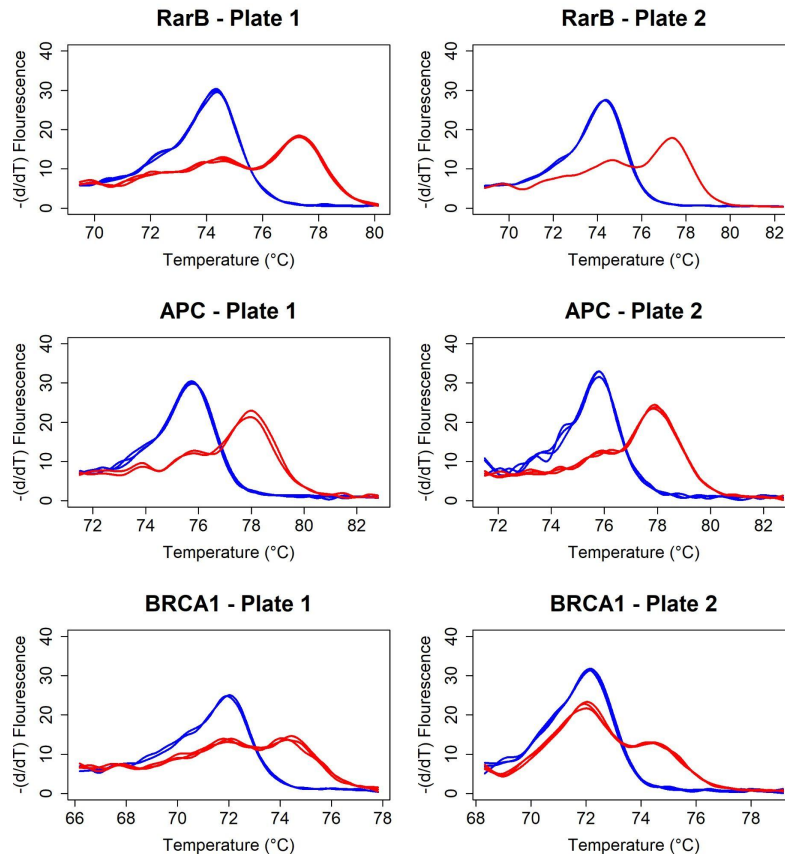 RarB - Plate 1
-(d/dT) Flourescence
40
30
20
10
0
70 72 74 76 78 80
Temperature (°C)
RarB - Plate 2
-(d/dT) Flourescence
40
30
20
10
0
70 72 74 76 78 80 82
Temperature (°C)
APC - Plate 1
-(d/dT) Flourescence
40
30
20
10
0
72 74 76 78 80 82
Temperature (°C)
APC - Plate 2
-(d/dT) Flourescence
40
30
20
10
0
72 74 76 78 80 82
Temperature (°C)
BRCA1 - Plate 1
-(d/dT) Flourescence
40
30
20
10
0
66 68 70 72 74 76 78
Temperature (°C)
BRCA1 - Plate 2
-(d/dT) Flourescence
40
30
20
10
0
68 70 72 74 76 78
Temperature (°C)